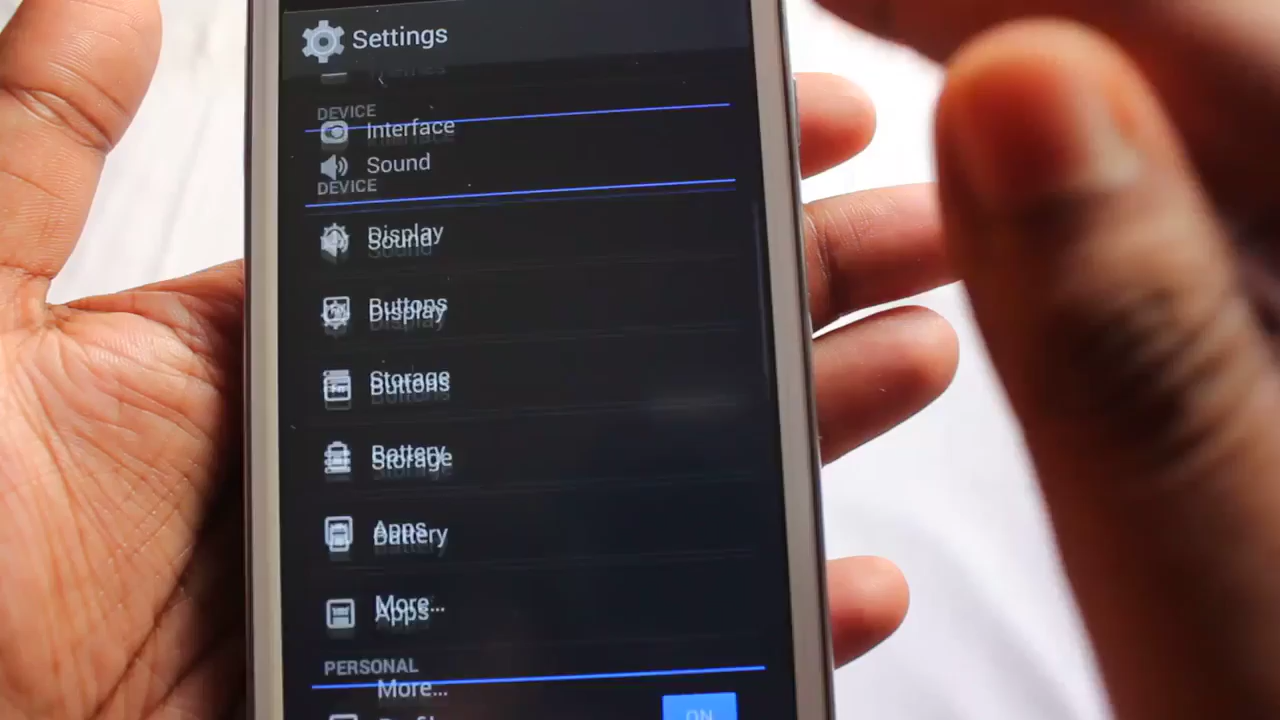 Settings
DEVICE
Interface
Sound
DEVICE
Display
Sound
Buttons
Display
Storage
Buttons
Battery
Storage
Apps
Battery
More...
Apps
PERSONAL
More...
ON